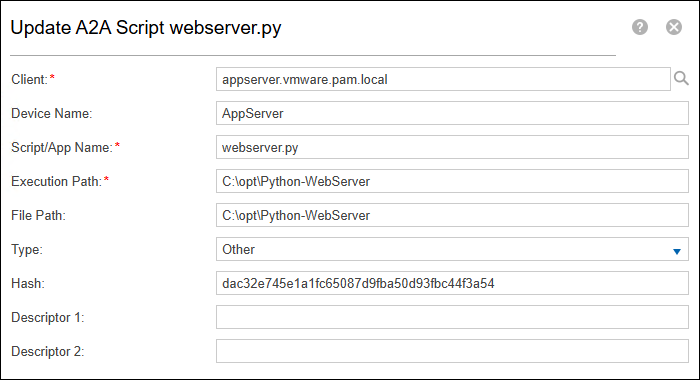 Update A2A Script webserver.py
Client:* appserver.vmware.pam.local
Device Name: AppServer
Script/App Name:* webserver.py
Execution Path:* C:\opt\Python-WebServer
File Path: C:\opt\Python-WebServer
Type: Other
Hash: dac32e745e1a1fc65087d9fba50d93fbc44f3a54
Descriptor 1:
Descriptor 2: